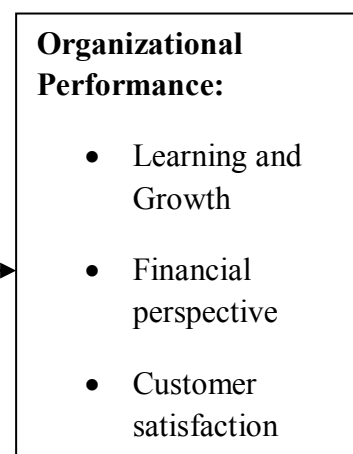 Organizational
Performance:
• Learning and
Growth
• Financial
perspective
• Customer
satisfaction